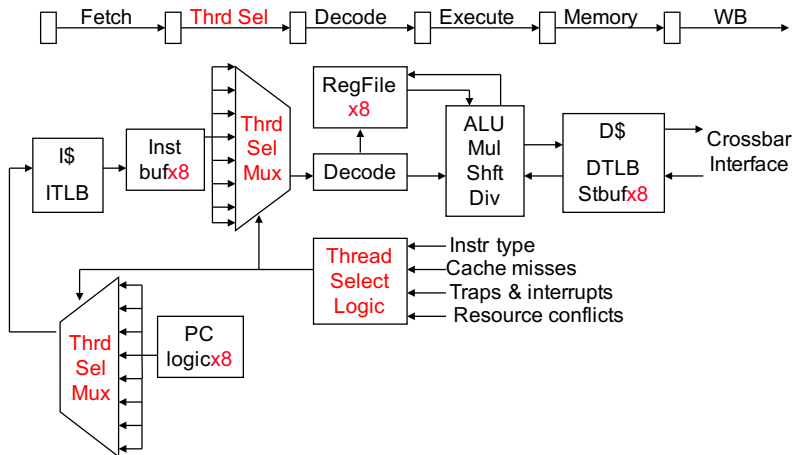 Fetch Thrd Sel Decode Execute Memory WB
RegFile
x8
Thrd
Sel
Mux
I$
ITLB
Inst
bufx8
Decode
ALU
Mul
Shft
Div
D$
DTLB
Stbufx8
Crossbar
Interface
Thread
Select
Logic
Instr type
Cache misses
Traps & interrupts
Resource conflicts
Thrd
Sel
Mux
PC
logicx8